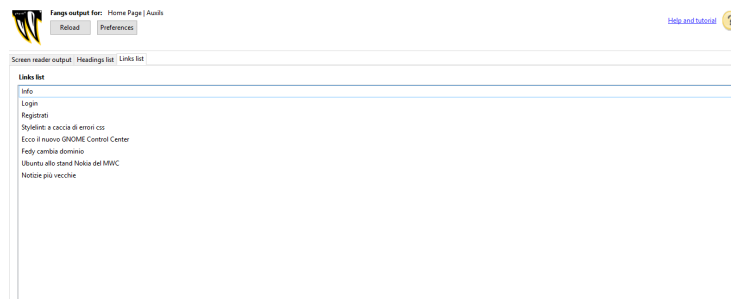 Fangs output for: Home Page | Auxils
Reload Preferences
Help and tutorial
Screen reader output Headings list Links list
Links list
Info
Login
Registrati
Stylelint: a caccia di errori css
Ecco il nuovo GNOME Control Center
Fedy cambia dominio
Ubuntu allo stand Nokia del MWC
Notizie più vecchie